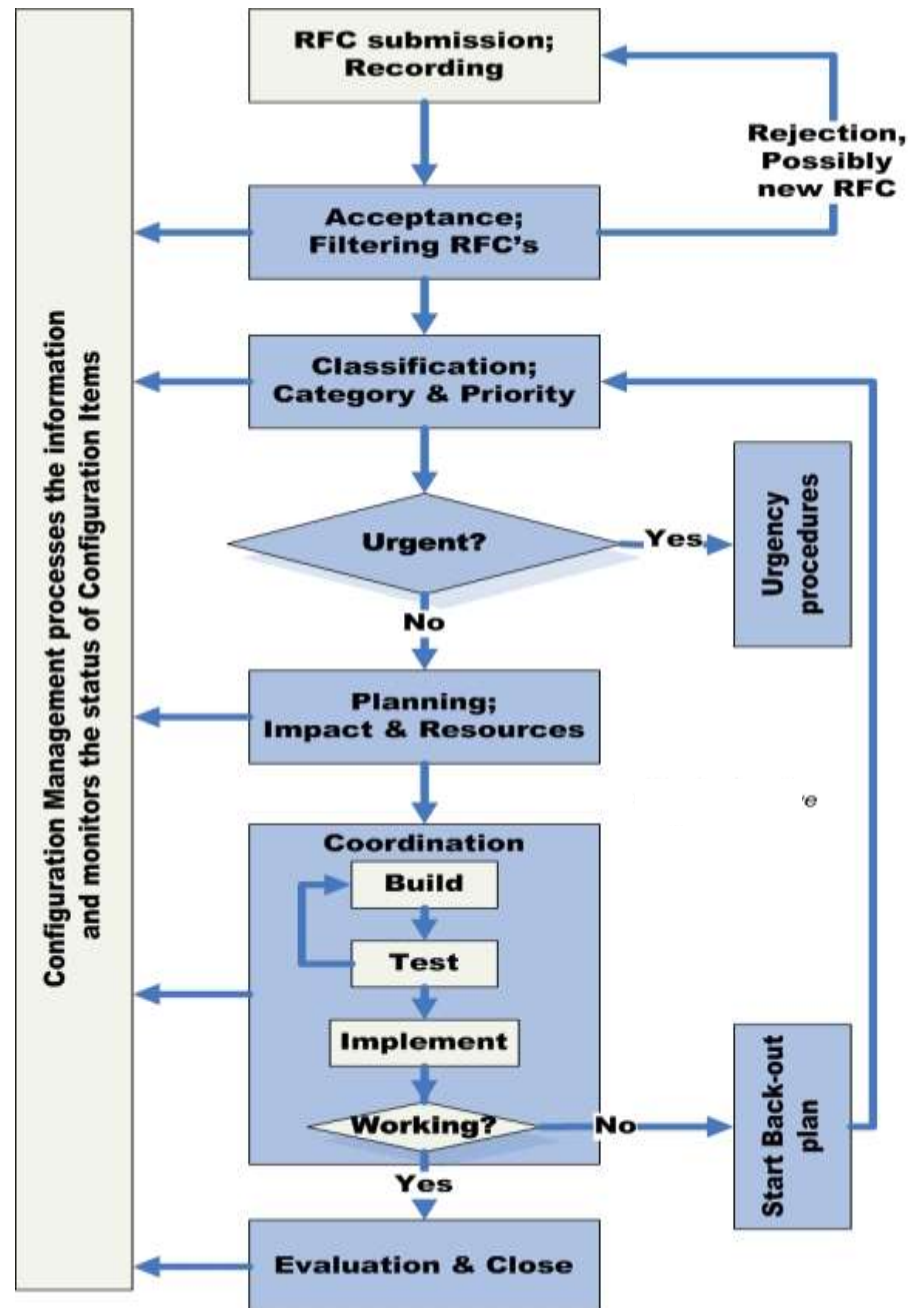 RFC submission;
Recording
Rejection,
Possibly
new RFC
Acceptance;
Filtering RFC's
Configuration Management processes the information
and monitors the status of Configuration Items
Classification;
Category & Priority
Urgent?
Yes
Urgency
procedures
No
Planning;
Impact & Resources
Coordination
Build
Test
Implement
Working?
No
Start Back-out
plan
Yes
Evaluation & Close